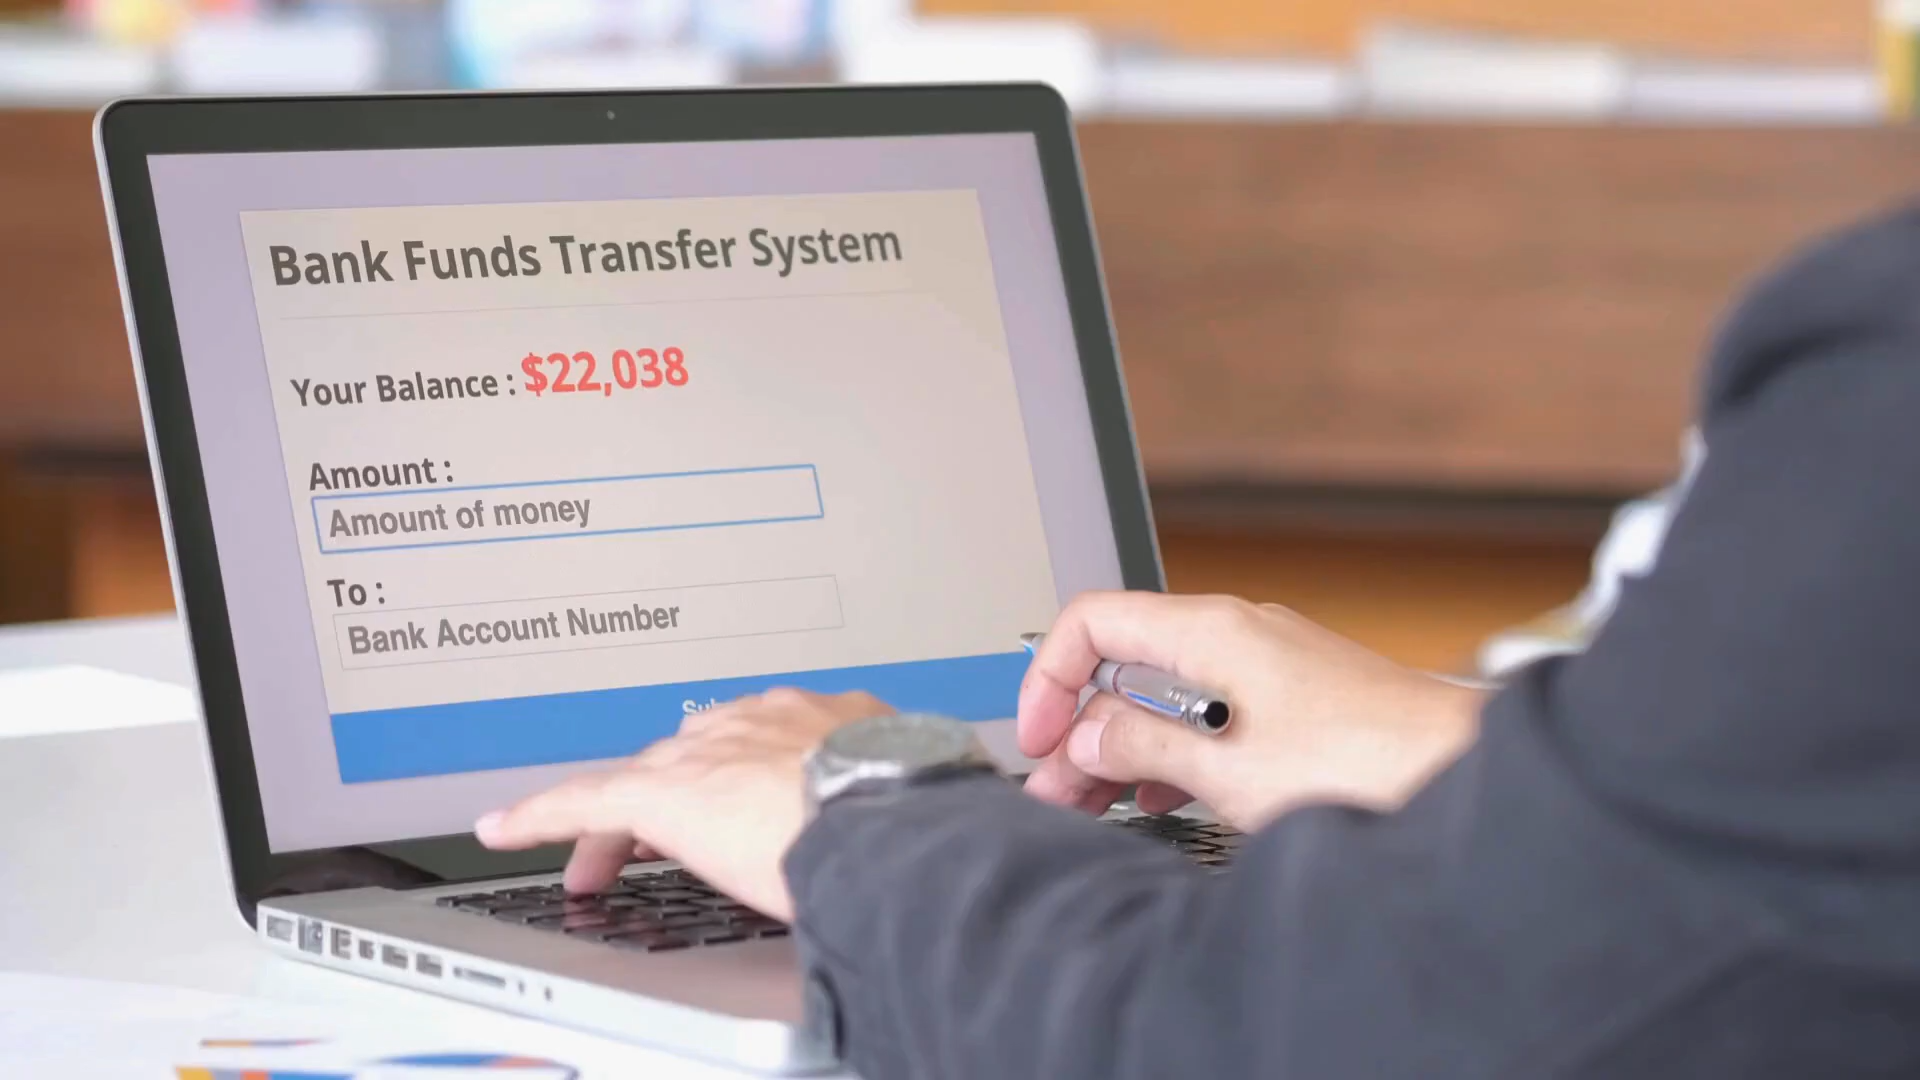 Bank Funds Transfer System
Your Balance : $22,038
Amount :
Amount of money
To :
Bank Account Number